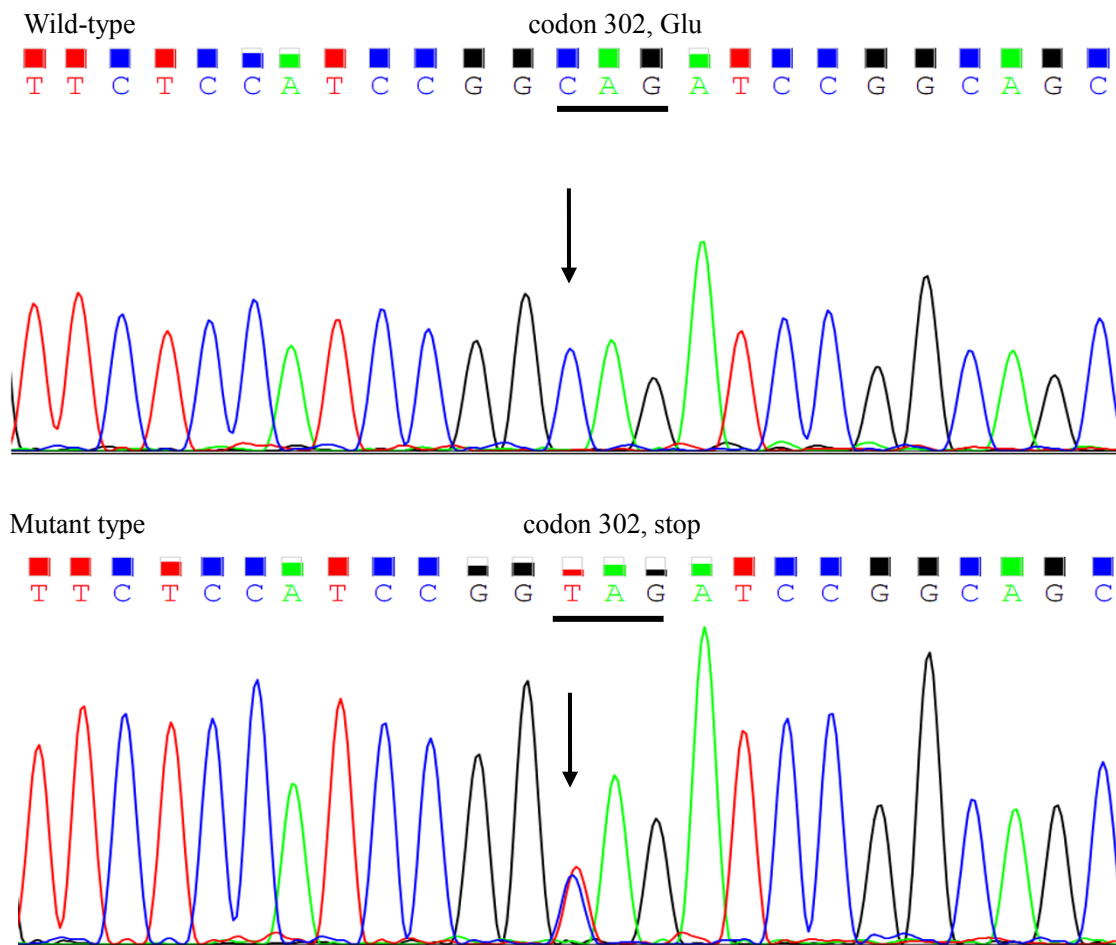 Wild-type codon 302, Glu
T T C T C C A T C C G G C A G A T C C G G C A G C
Mutant type codon 302, stop
T T C T C C A T C C G G T A G A T C C G G C A G C